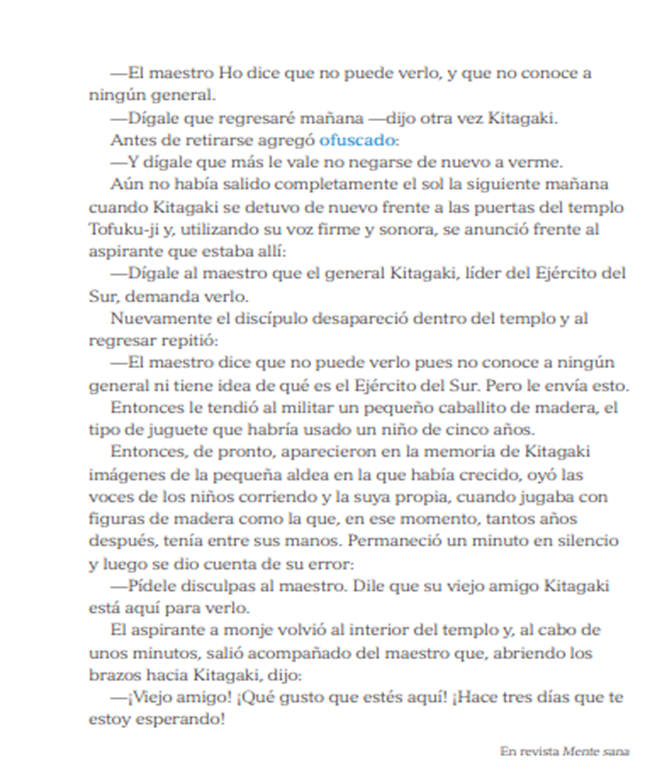 —El maestro Ho dice que no puede verlo, y que no conoce a
ningún general.
—Dígale que regresaré mañana —dijo otra vez Kitagaki.
Antes de retirarse agregó ofuscado:
—Y dígale que más le vale no negarse de nuevo a verme.
Aún no había salido completamente el sol la siguiente mañana
cuando Kitagaki se detuvo de nuevo frente a las puertas del templo
Tofuku-ji y, utilizando su voz firme y sonora, se anunció frente al
aspirante que estaba allí:
—Dígale al maestro que el general Kitagaki, líder del Ejército del
Sur, demanda verlo.
Nuevamente el discípulo desapareció dentro del templo y al
regresar repitió:
—El maestro dice que no puede verlo pues no conoce a ningún
general ni tiene idea de qué es el Ejército del Sur. Pero le envía esto.
Entonces le tendió al militar un pequeño caballito de madera, el
tipo de juguete que habría usado un niño de cinco años.
Entonces, de pronto, aparecieron en la memoria de Kitagaki
imágenes de la pequeña aldea en la que había crecido, oyó las
voces de los niños corriendo y la suya propia, cuando jugaba con
figuras de madera como la que, en ese momento, tantos años
después, tenía entre sus manos. Permaneció un minuto en silencio
y luego se dio cuenta de su error:
—Pídele disculpas al maestro. Dile que su viejo amigo Kitagaki
está aquí para verlo.
El aspirante a monje volvió al interior del templo y, al cabo de
unos minutos, salió acompañado del maestro que, abriendo los
brazos hacia Kitagaki, dijo:
—¡Viejo amigo! ¡Qué gusto que estés aquí! ¡Hace tres días que te
estoy esperando!
En revista Mente sana